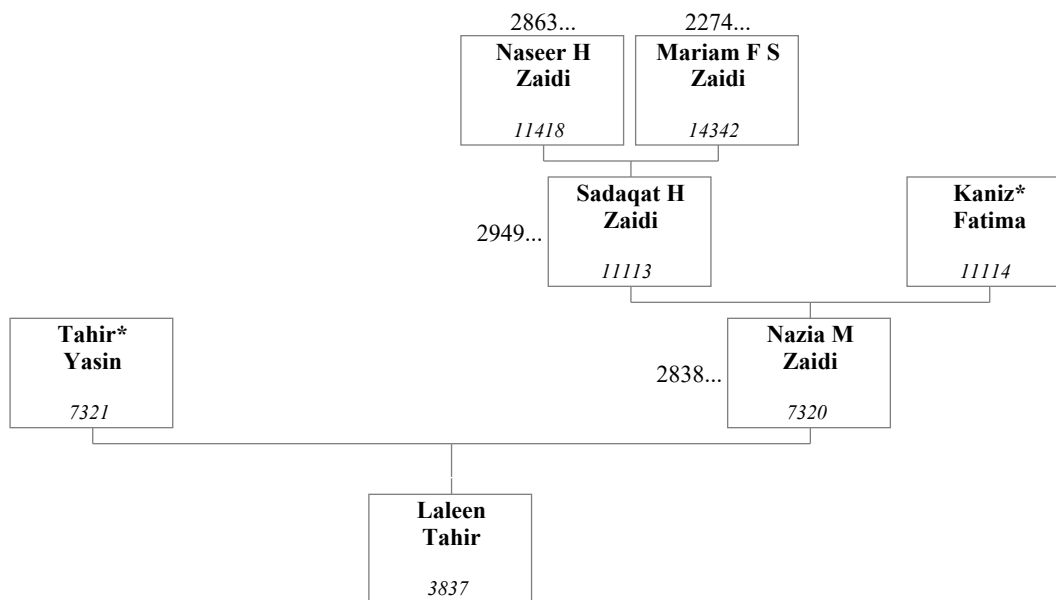 2863...
2274...
Naseer H
Zaidi
11418
Mariam F S
Zaidi
14342
2949...
Sadaqat H
Zaidi
11113
Kaniz*
Fatima
11114
Tahir*
Yasin
7321
2838...
Nazia M
Zaidi
7320
Laleen
Tahir
3837